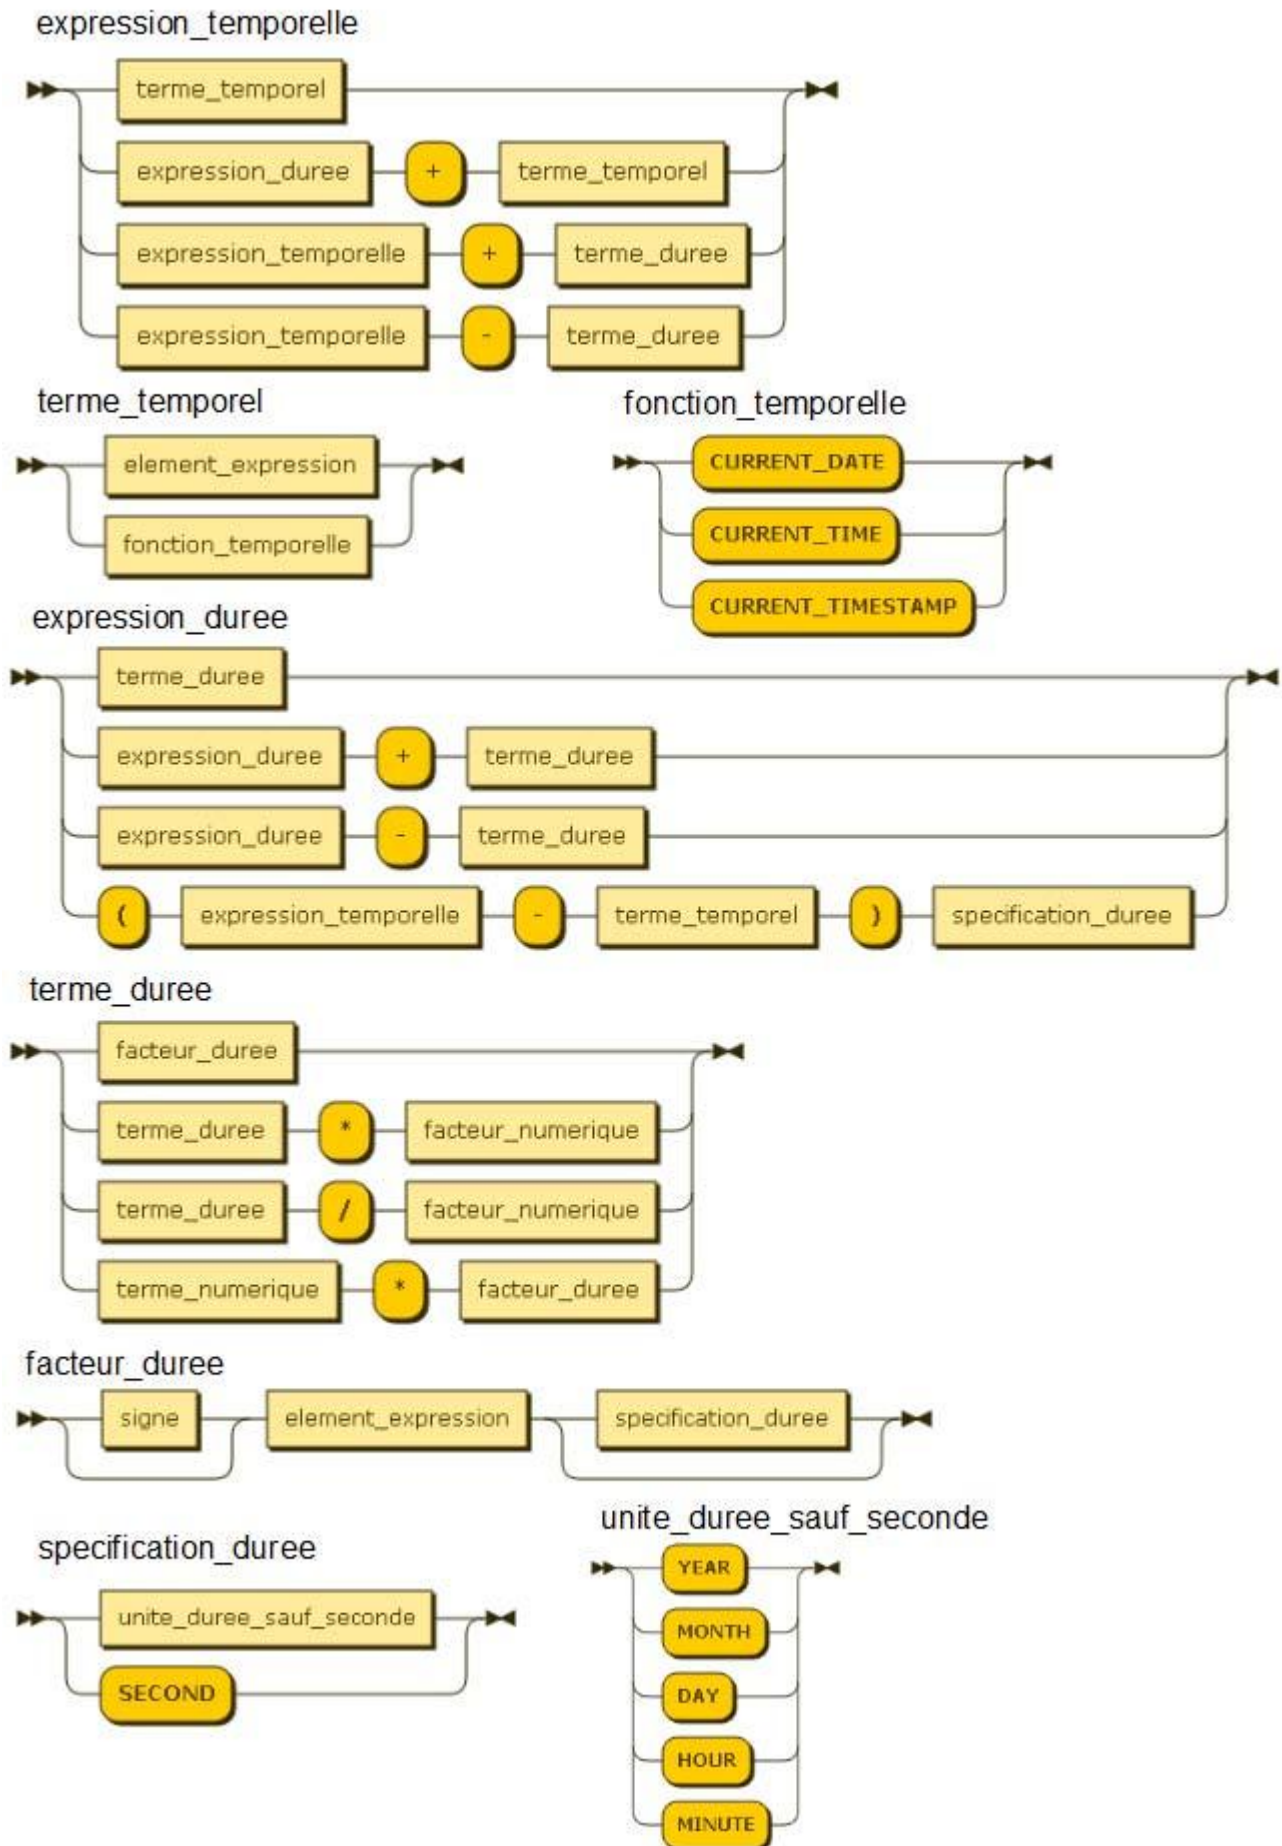 expression_temporelle
terme_temporel
expression_duree + terme_temporel
expression_temporelle + terme_duree
expression_temporelle - terme_duree
terme_temporel
element_expression
fonction_temporelle
fonction_temporelle
CURRENT_DATE
CURRENT_TIME
CURRENT_TIMESTAMP
expression_duree
terme_duree
expression_duree + terme_duree
expression_duree - terme_duree
( expression_temporelle - terme_temporel ) specification_duree
terme_duree
facteur_duree
terme_duree * facteur_numerique
terme_duree / facteur_numerique
terme_numerique * facteur_duree
facteur_duree
signe element_expression specification_duree
specification_duree
unite_duree_sauf_seconde
SECOND
unite_duree_sauf_seconde
YEAR
MONTH
DAY
HOUR
MINUTE